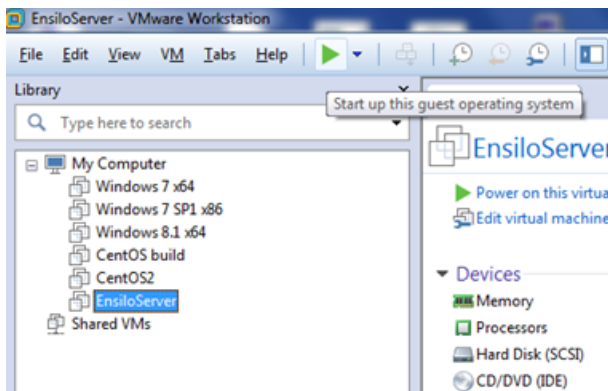 EnsiloServer - VMware Workstation
File Edit View VM Tabs Help
Library
Start up this guest operating system
Type here to search
EnsiloServer
My Computer
Windows 7 x64
Windows 7 SP1 x86
Windows 8.1 x64
CentOS build
CentOS2
EnsiloServer
Shared VMs
Power on this virtua
Edit virtual machine
Devices
Memory
Processors
Hard Disk (SCSI)
CD/DVD (IDE)